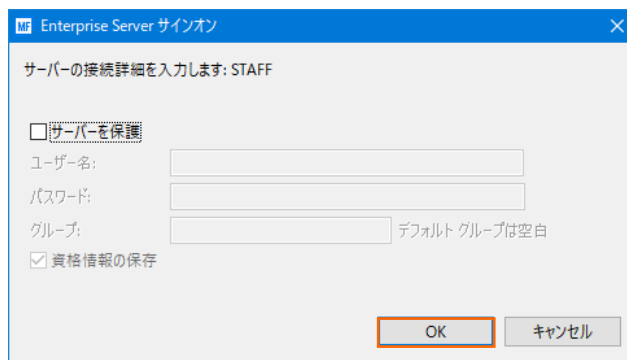 MF Enterprise Server サインオン
サーバーの接続詳細を入力します: STAFF
サーバーを保護
ユーザー名:
パスワード:
グループ: デフォルト グループは空白
資格情報の保存
OK キャンセル